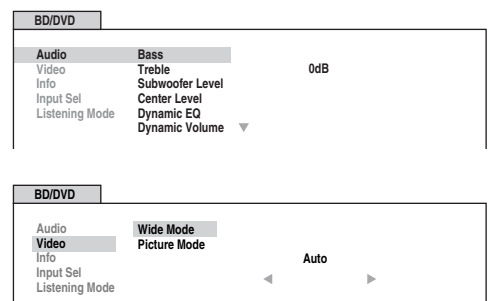 BD/DVD
Audio Bass
Video Treble 0dB
Info Subwoofer Level
Input Sel Center Level
Listening Mode Dynamic EQ
Dynamic Volume
BD/DVD
Audio Wide Mode
Video Picture Mode
Info Auto
Input Sel
Listening Mode